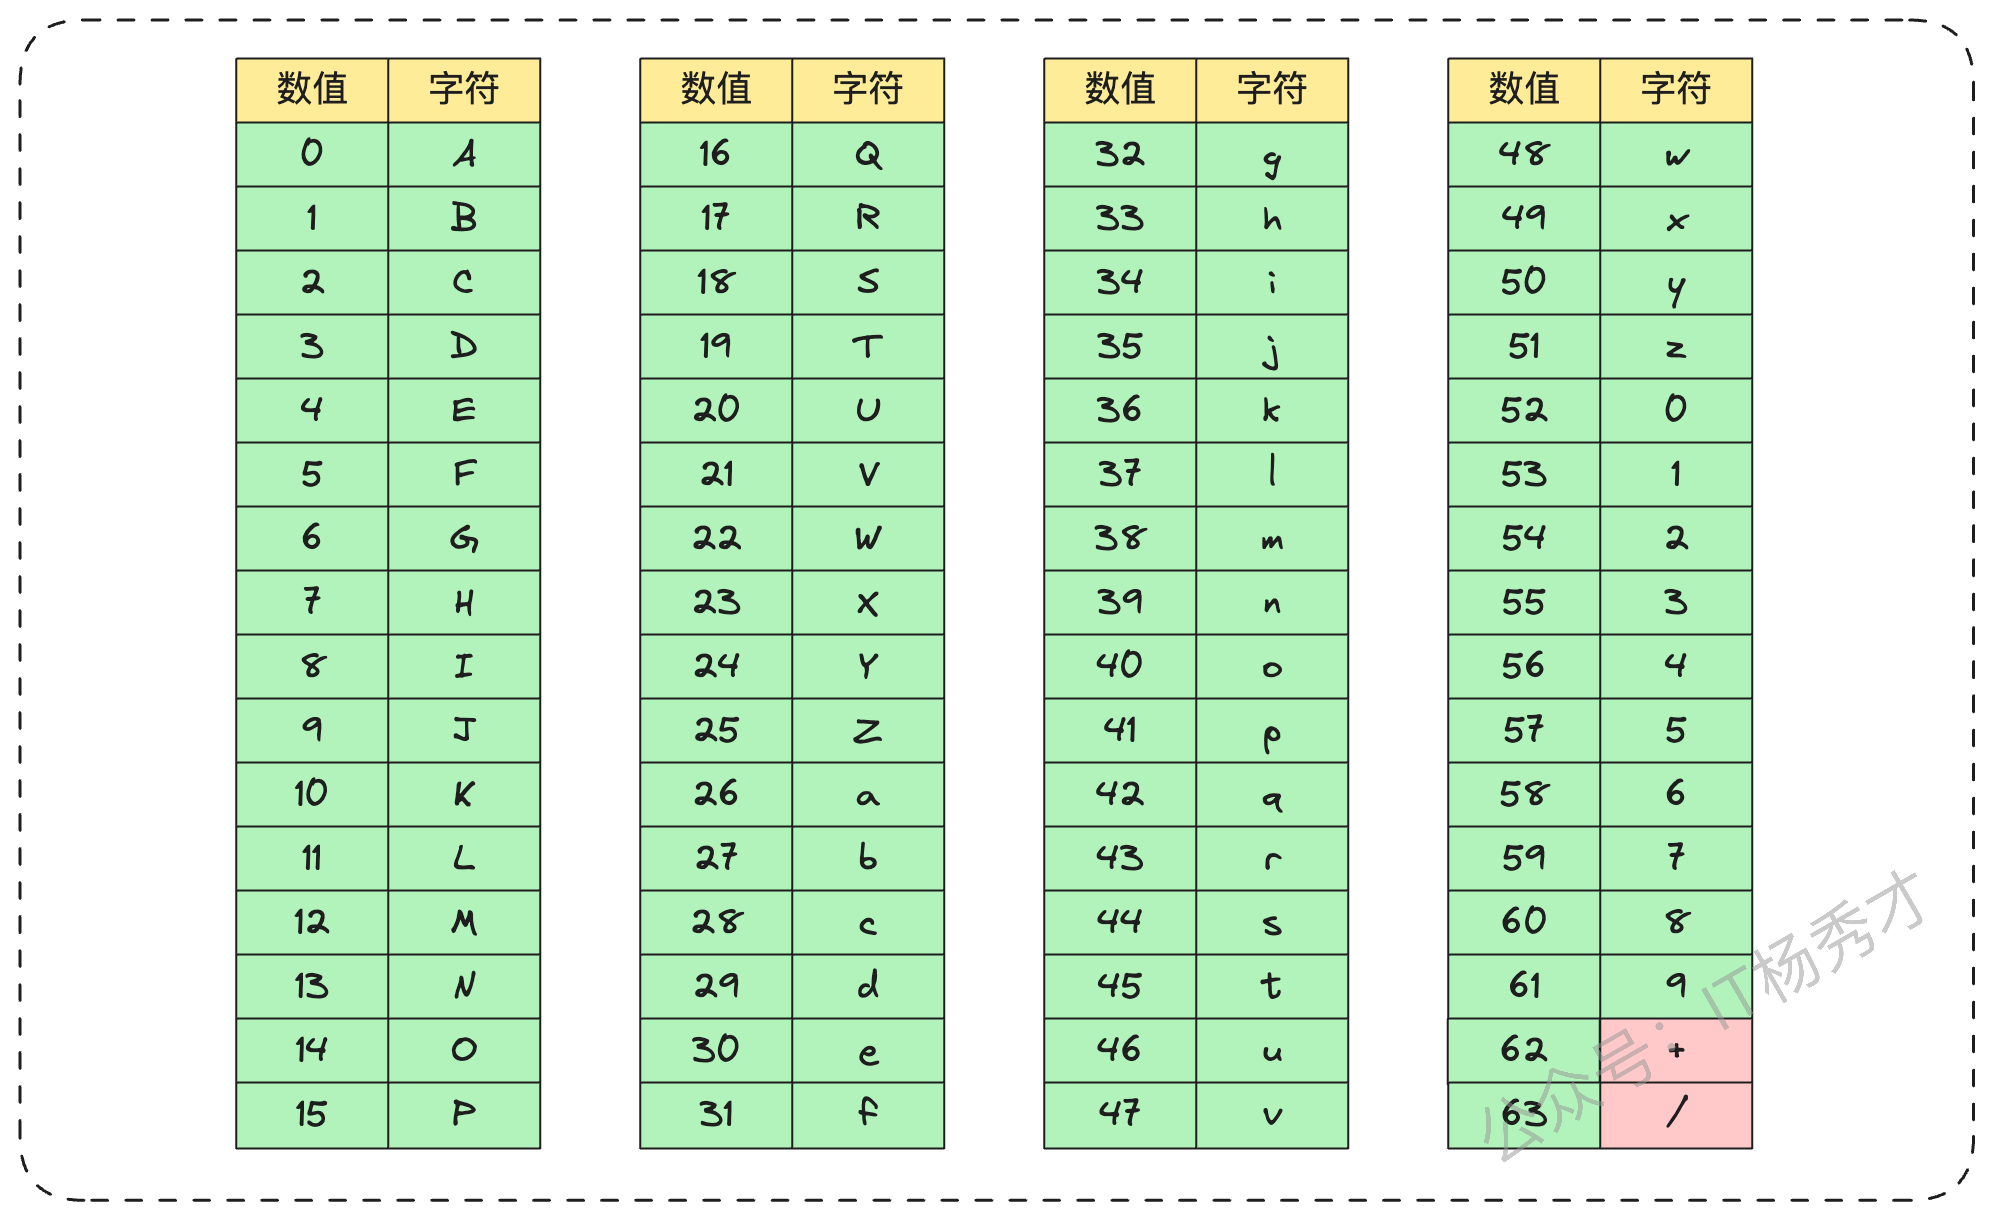 数值 字符 数值 字符 数值 字符 数值 字符
0 A 16 Q 32 g 48 w
1 B 17 R 33 h 49 x
2 C 18 S 34 i 50 y
3 D 19 T 35 j 51 z
4 E 20 U 36 k 52 0
5 F 21 V 37 l 53 1
6 G 22 W 38 m 54 2
7 H 23 X 39 n 55 3
8 I 24 Y 40 o 56 4
9 J 25 Z 41 p 57 5
10 K 26 a 42 q 58 6
11 L 27 b 43 r 59 7
12 M 28 c 44 s 60 8
13 N 29 d 45 t 61 9
14 O 30 e 46 u 62 +
15 P 31 f 47 v 63 /
公众号：IT杨秀才